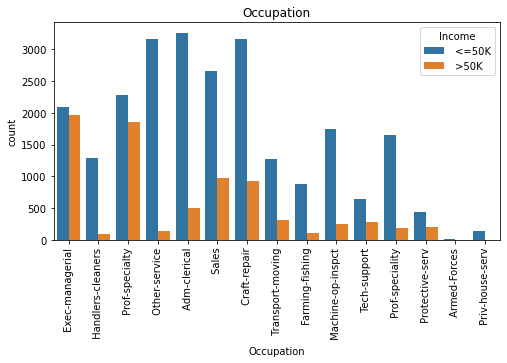 Occupation
Income
<=50K
>50K
count
3000
2500
2000
1500
1000
500
0
Exec-managerial
Handlers-cleaners
Prof-specialty
Other-service
Adm-clerical
Sales
Craft-repair
Transport-moving
Farming-fishing
Machine-op-inspct
Tech-support
Prof-speciality
Protective-serv
Armed-Forces
Priv-house-serv
Occupation